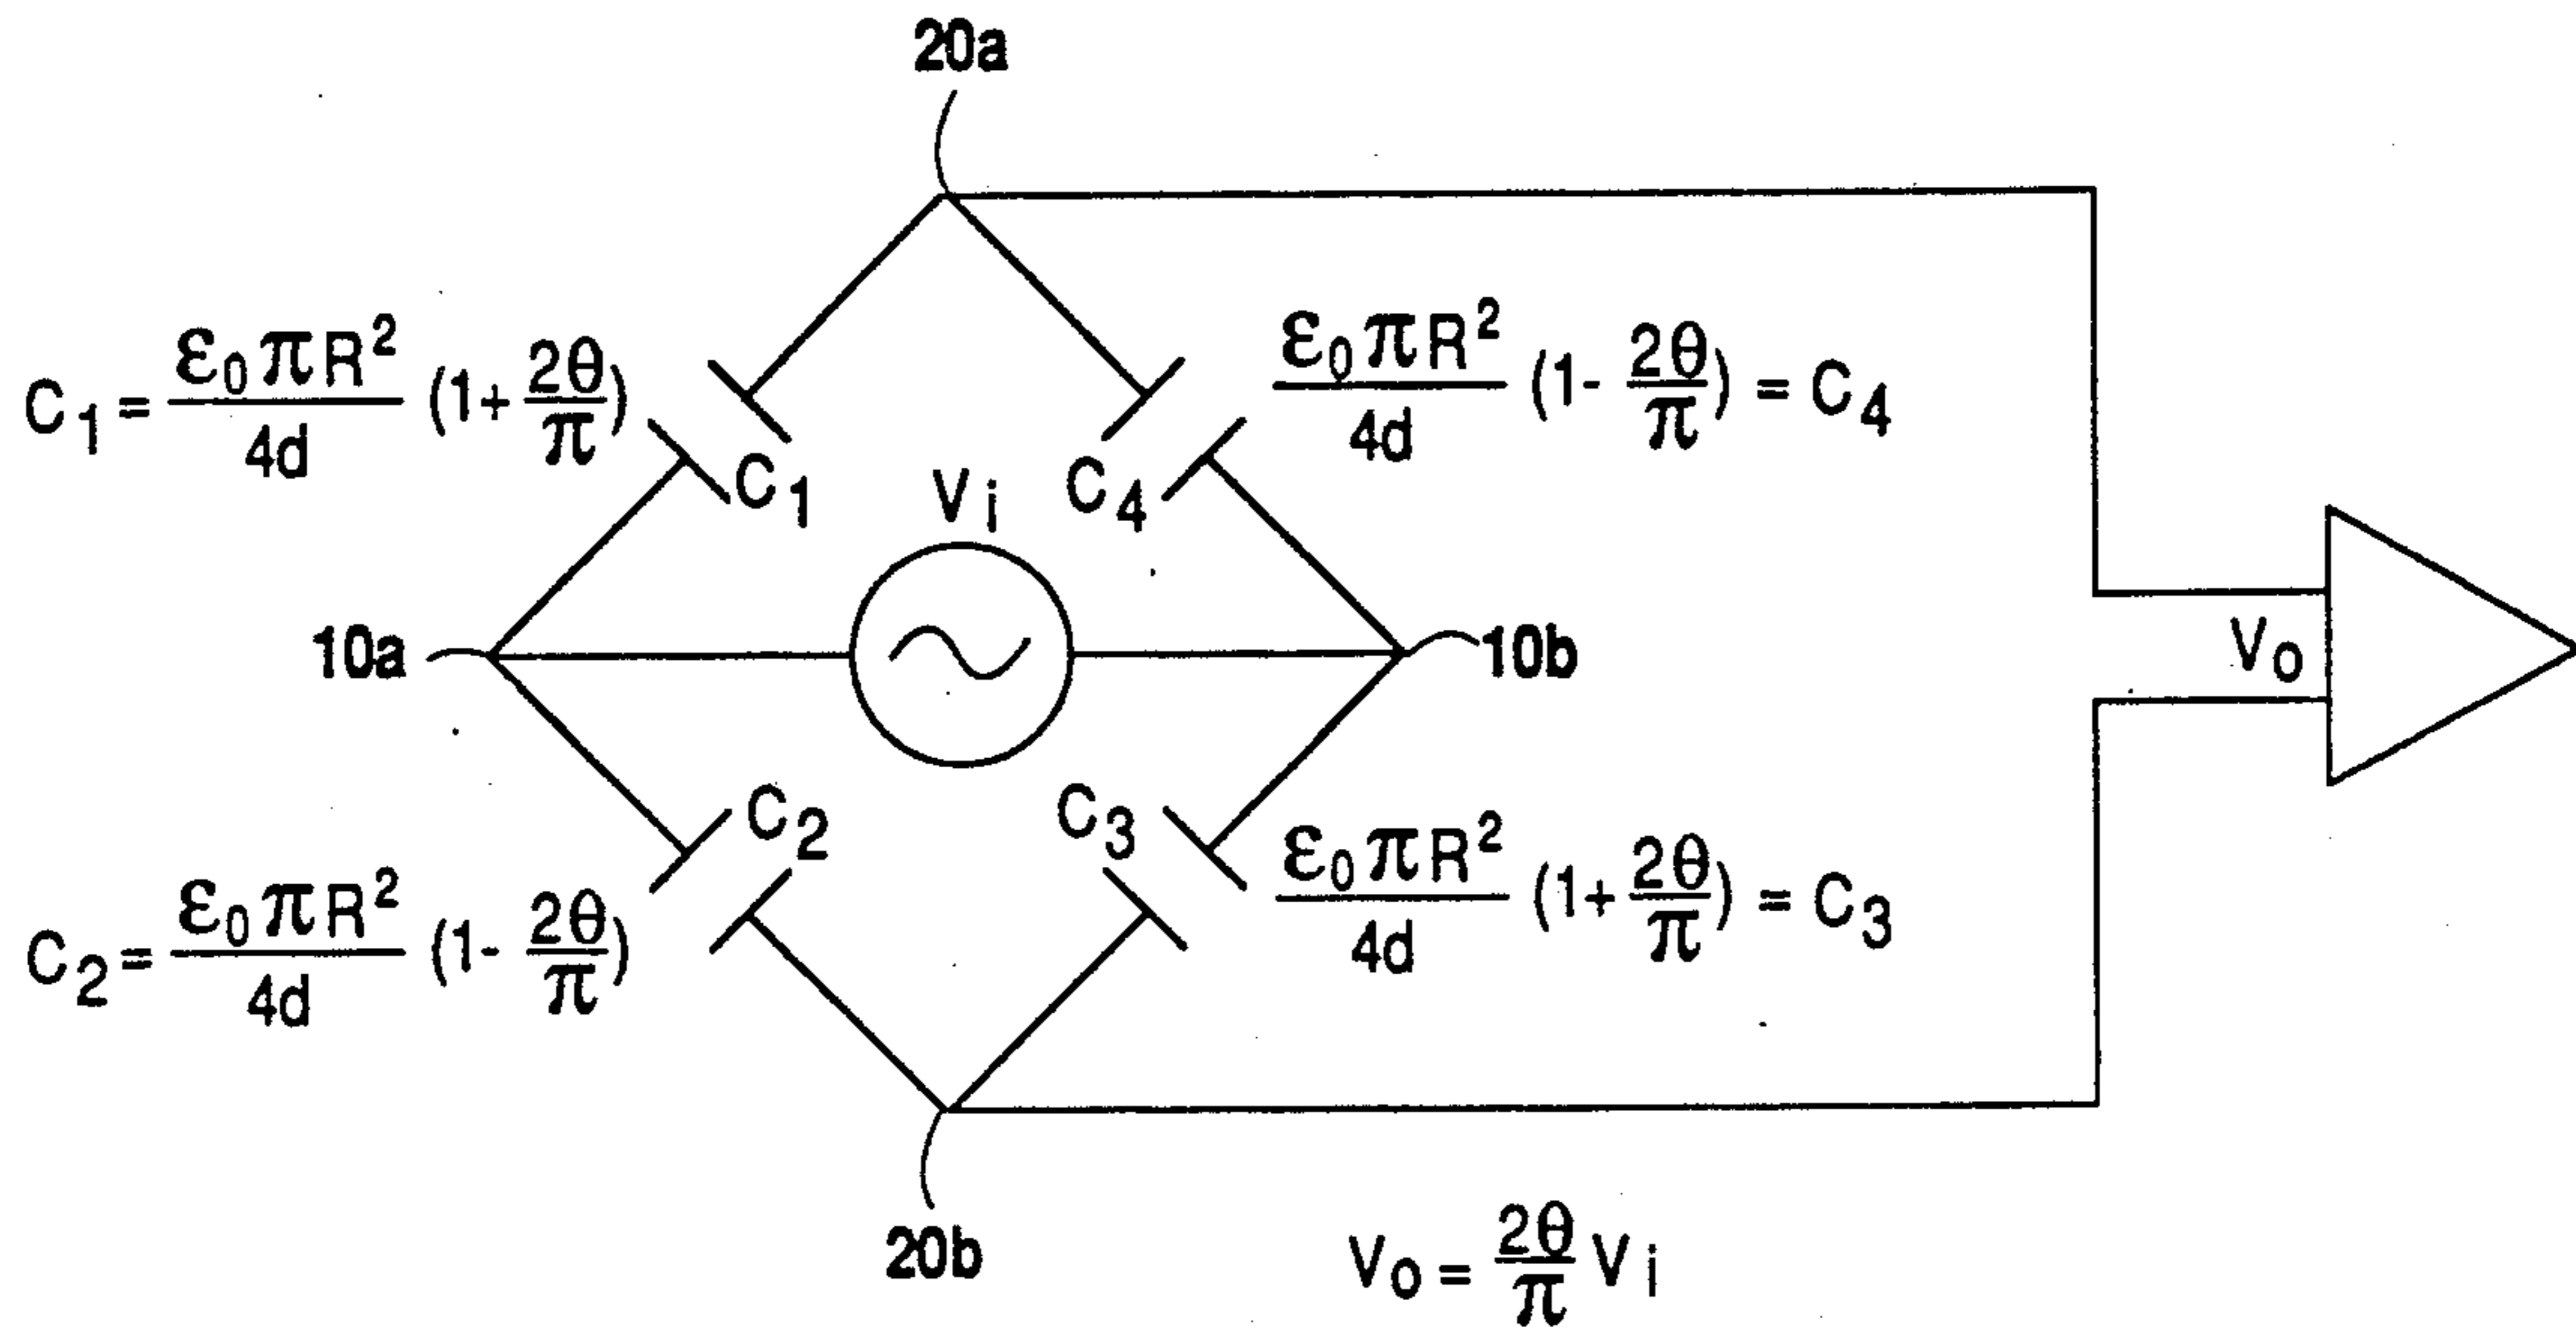 20a
C₁ = ε₀πR²/4d (1+ 2θ/π)
ε₀πR²/4d (1- 2θ/π) = C₄
C₁
Vᵢ
C₄
10a
10b
Vₒ
C₂
C₃
C₂ = ε₀πR²/4d (1- 2θ/π)
ε₀πR²/4d (1+ 2θ/π) = C₃
20b
Vₒ = 2θ/π Vᵢ